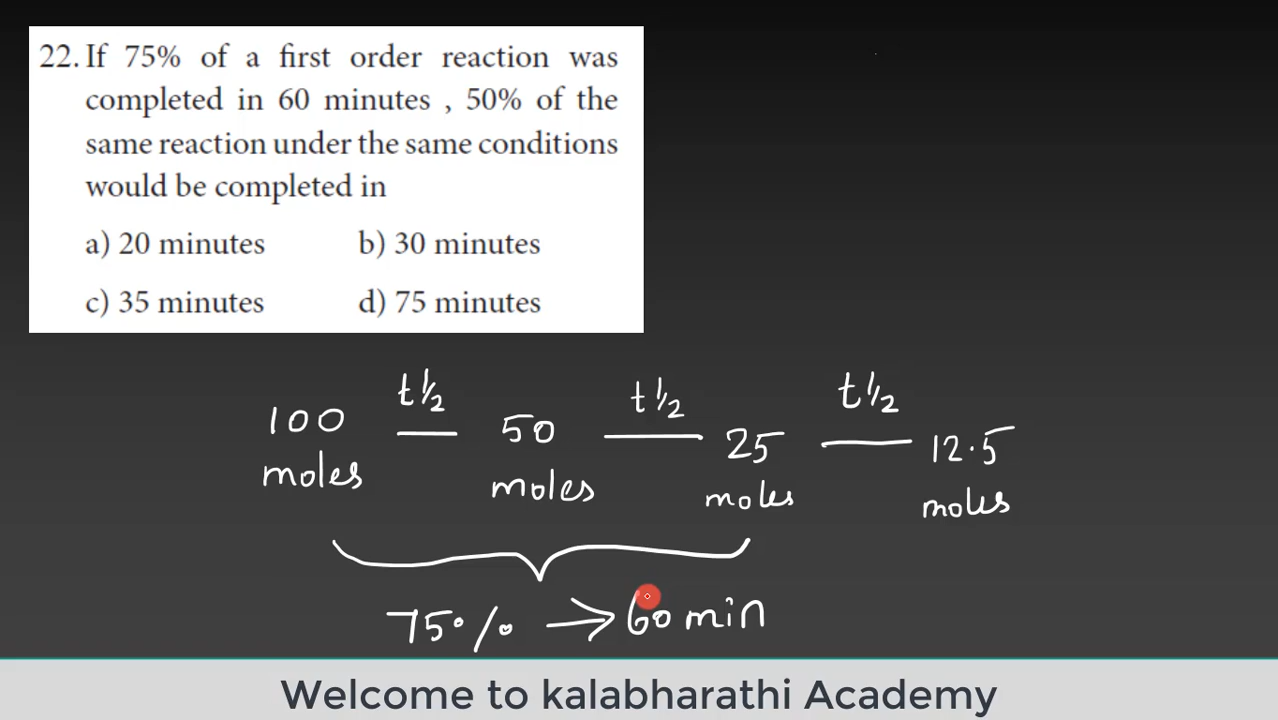 22. If 75% of a first order reaction was
completed in 60 minutes , 50% of the
same reaction under the same conditions
would be completed in
a) 20 minutes b) 30 minutes
c) 35 minutes d) 75 minutes
t½ t½ t½
100 50 25 12.5
moles moles moles moles
75% → 60 min
Welcome to kalabharathi Academy